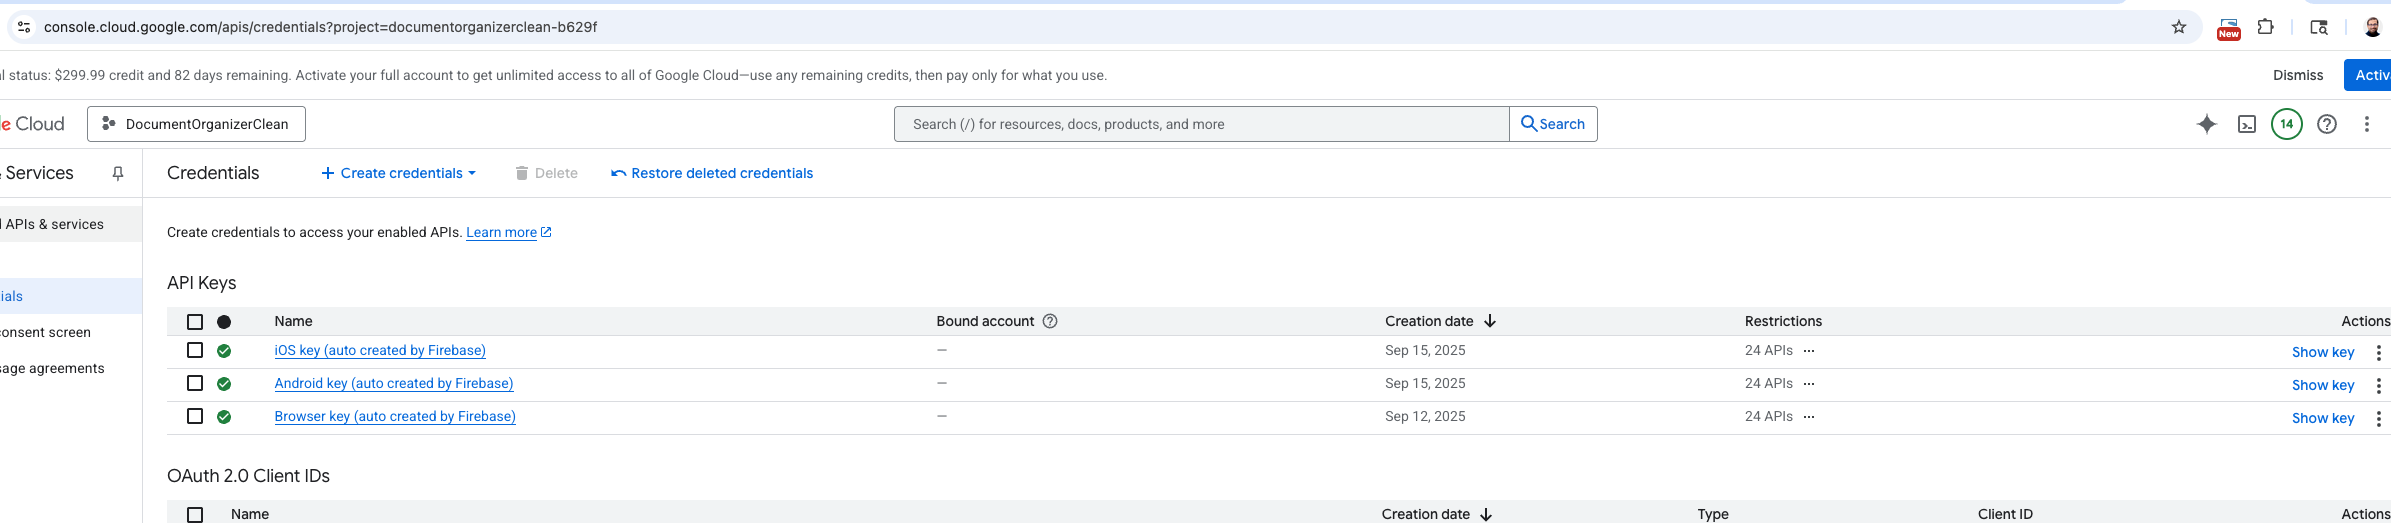 console.cloud.google.com/apis/credentials?project=documentorganizerclean-b629f
New
l status: $299.99 credit and 82 days remaining. Activate your full account to get unlimited access to all of Google Cloud—use any remaining credits, then pay only for what you use.
Dismiss
Activ
le Cloud
DocumentOrganizerClean
Search (/) for resources, docs, products, and more
Search
14
Services
Credentials
Create credentials
Delete
Restore deleted credentials
APIs & services
ials
onsent screen
sage agreements
Create credentials to access your enabled APIs. Learn more
API Keys
Name Bound account Creation date Restrictions Actions
iOS key (auto created by Firebase) — Sep 15, 2025 24 APIs Show key
Android key (auto created by Firebase) — Sep 15, 2025 24 APIs Show key
Browser key (auto created by Firebase) — Sep 12, 2025 24 APIs Show key
OAuth 2.0 Client IDs
Name Creation date Type Client ID Actions